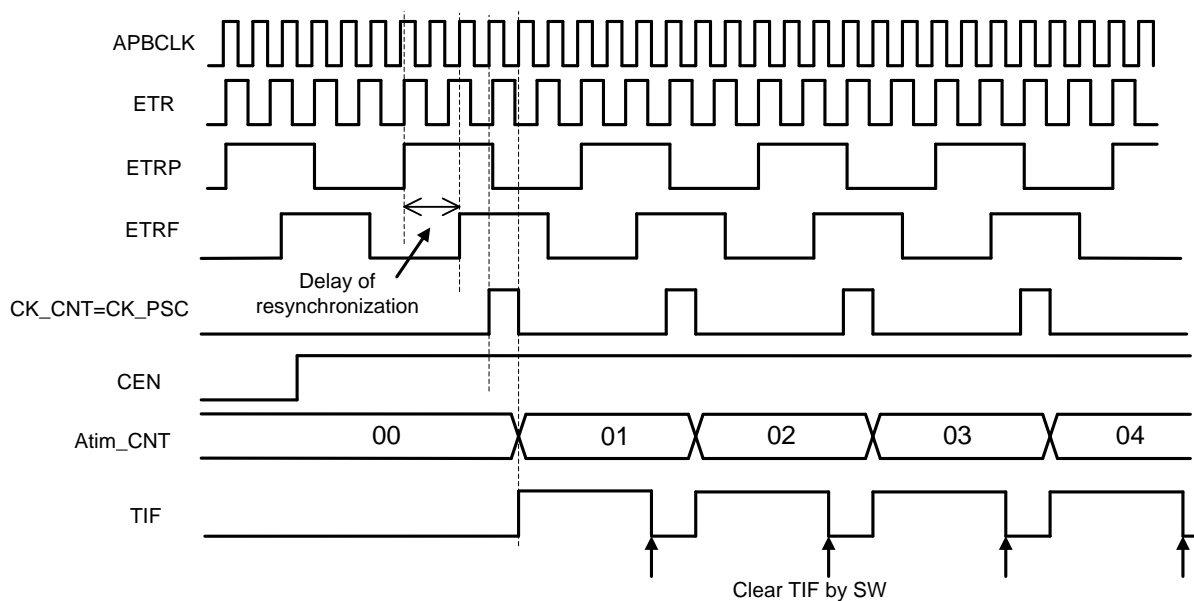 APBCLK
ETR
ETRP
ETRF
Delay of
resynchronization
CK_CNT=CK_PSC
CEN
Atim_CNT
00
01
02
03
04
TIF
Clear TIF by SW